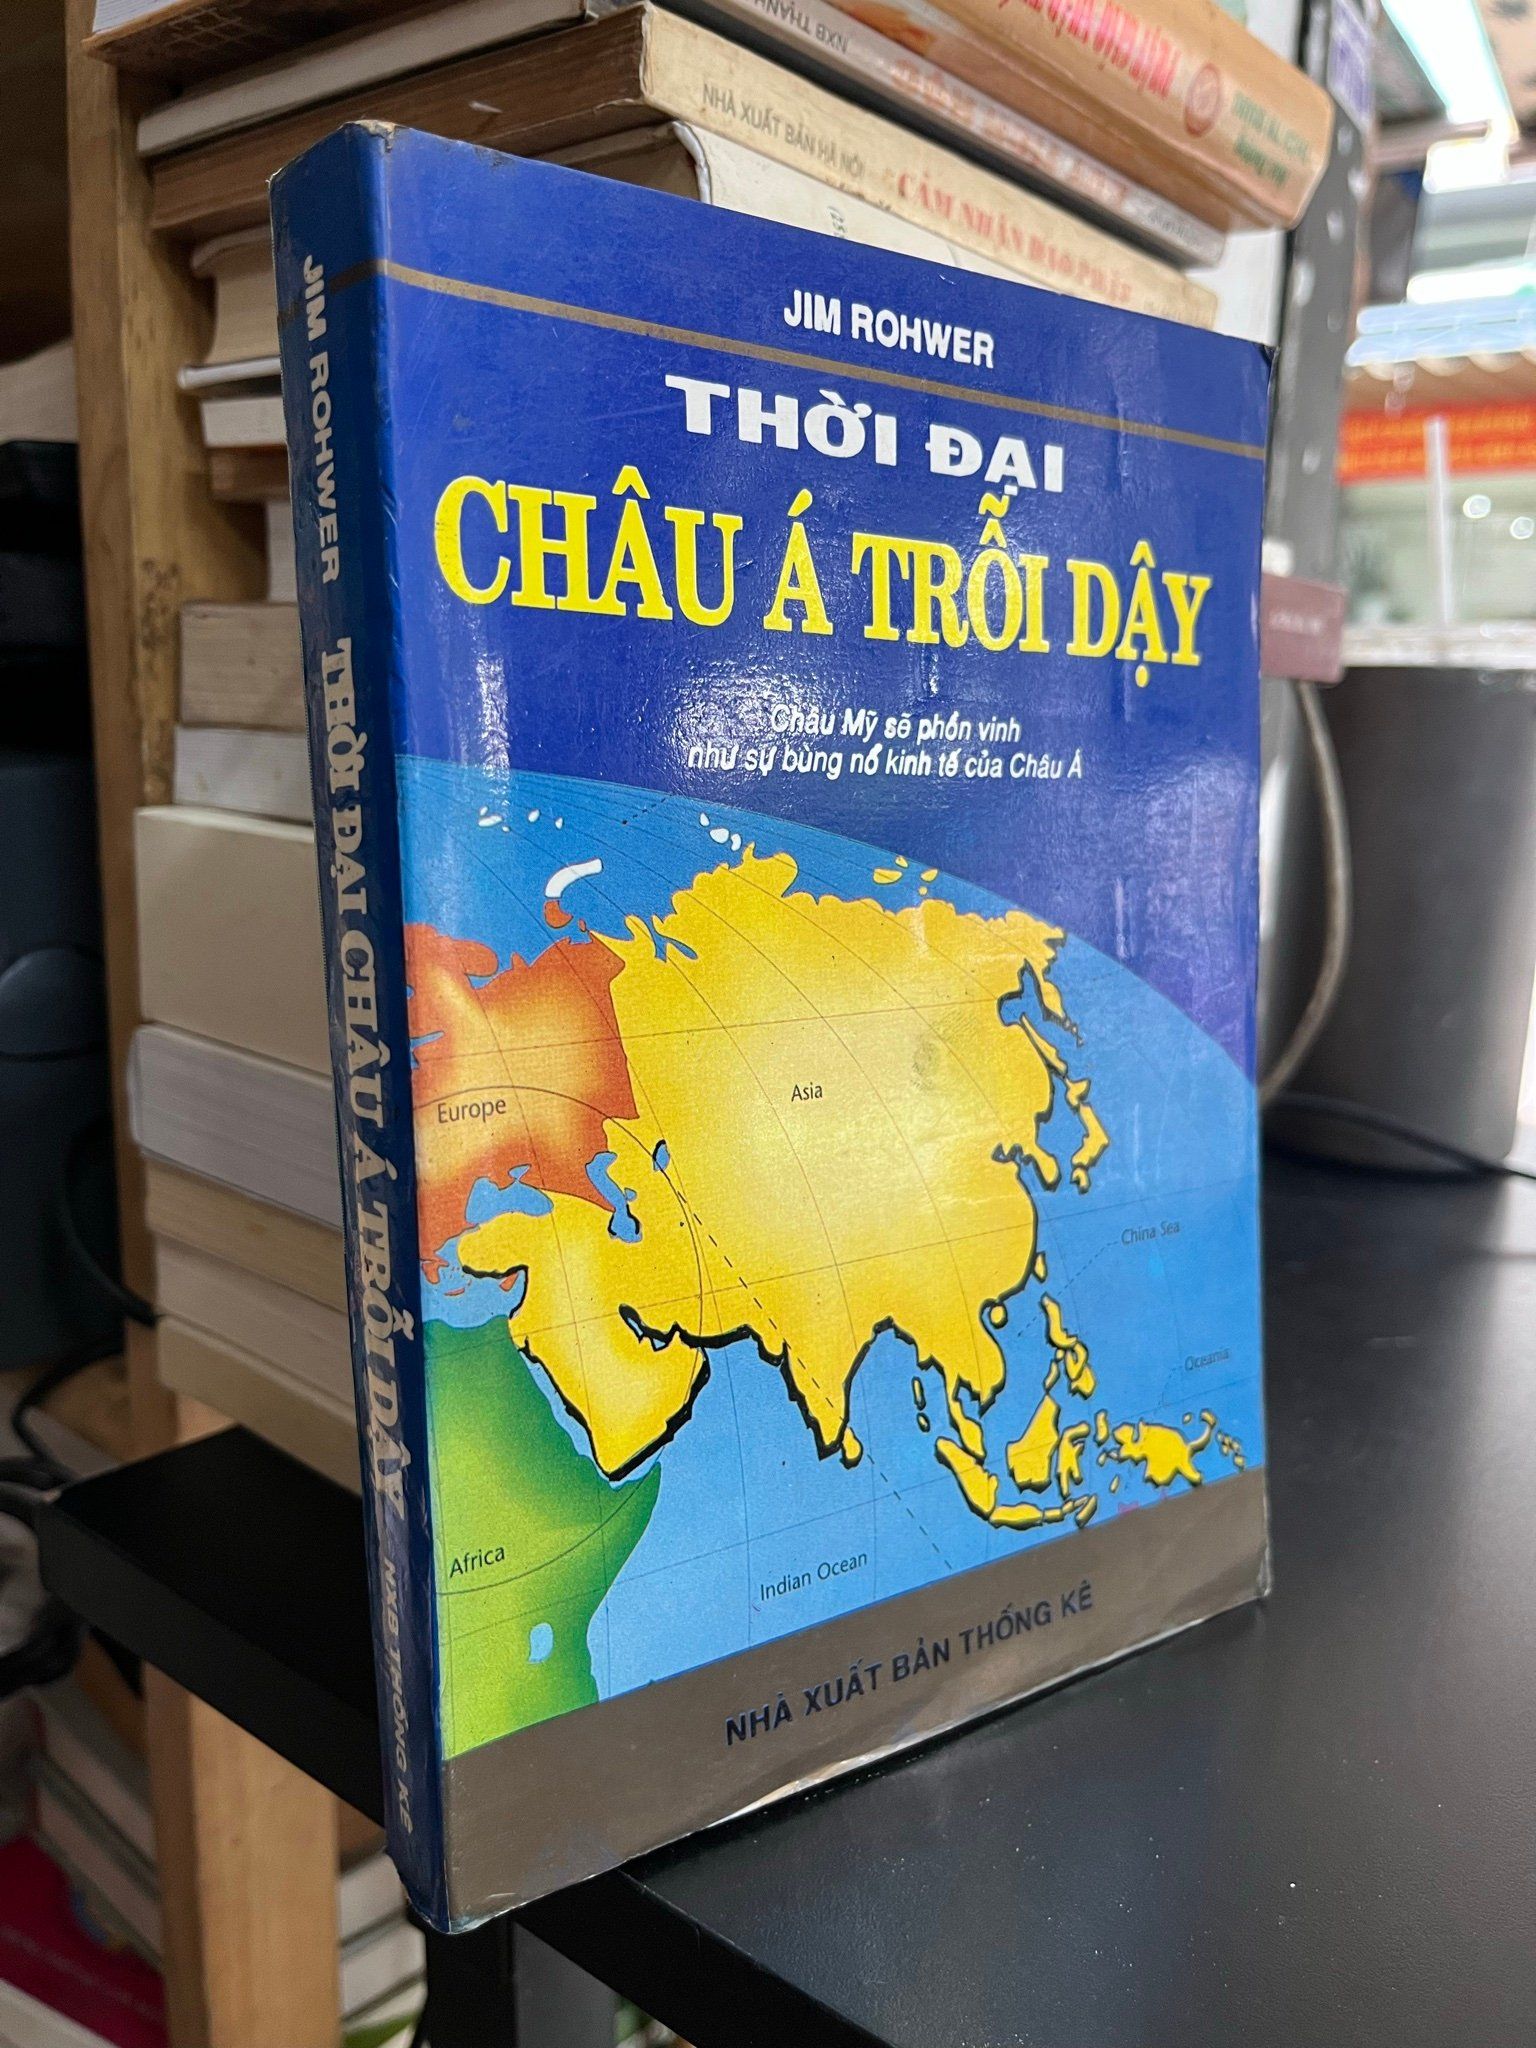 JIM ROHWER
THỜI ĐẠI
CHÂU Á TRỖI DẬY
Châu Mỹ sẽ phồn vinh
như sự bùng nổ kinh tế của Châu Á
Europe
Asia
China Sea
Oceania
Africa
Indian Ocean
NHÀ XUẤT BẢN THỐNG KÊ
JIM ROHWER THỜI ĐẠI CHÂU Á TRỖI DẬY NXB THỐNG KÊ
NHÀ XUẤT BẢN HÀ NỘI CẢM NHẬN ĐẠO PHẬT
NXB THANH